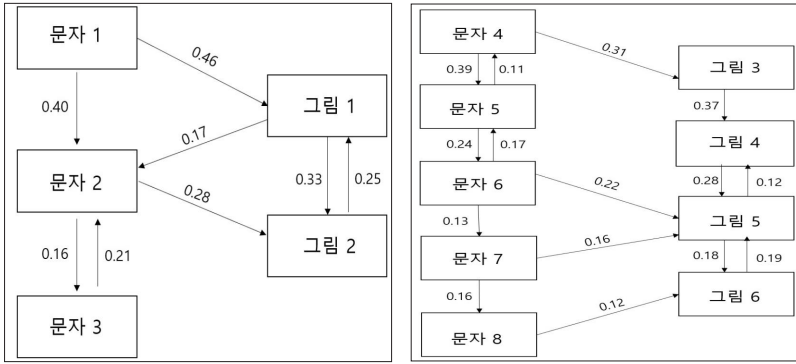 문자 1
0.46
0.40
그림 1
0.17
문자 2
0.33
0.25
0.28
0.16
0.21
그림 2
문자 3
문자 4
0.31
0.39
0.11
그림 3
0.37
문자 5
0.24
0.17
그림 4
문자 6
0.22
0.28
0.12
0.13
그림 5
문자 7
0.16
0.18
0.19
0.16
그림 6
문자 8
0.12